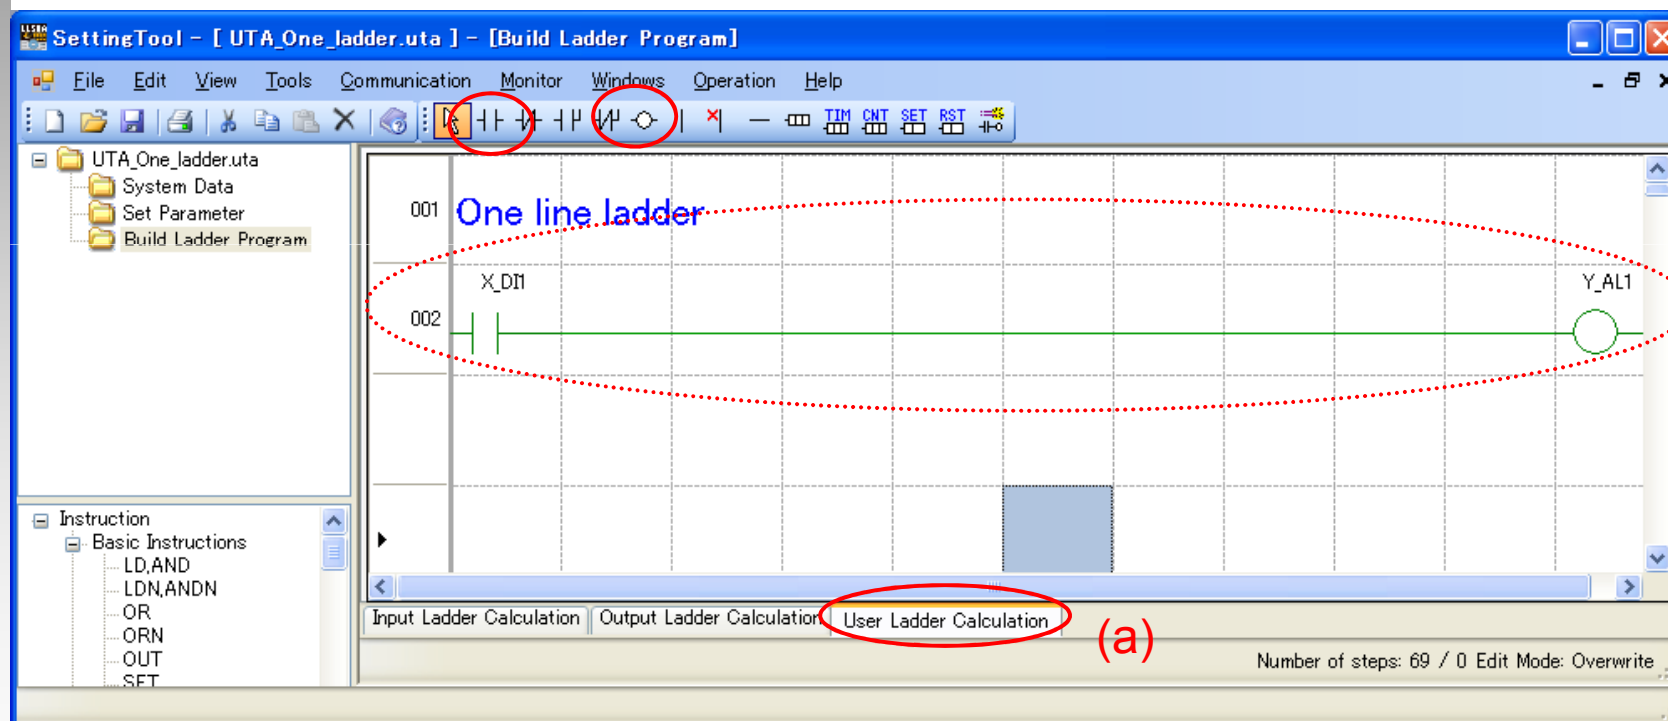 SettingTool - [ UTA_One_ladder.uta ] - [Build Ladder Program]
File Edit View Tools Communication Monitor Windows Operation Help
TIM CNT SET RST
UTA_One_ladder.uta
System Data
Set Parameter
Build Ladder Program
001 One line ladder
X_DI1 Y_AL1
002
Instruction
Basic Instructions
LD,AND
LDN,ANDN
OR
ORN
OUT
SET
Input Ladder Calculation Output Ladder Calculation User Ladder Calculation
(a)
Number of steps: 69 / 0 Edit Mode: Overwrite